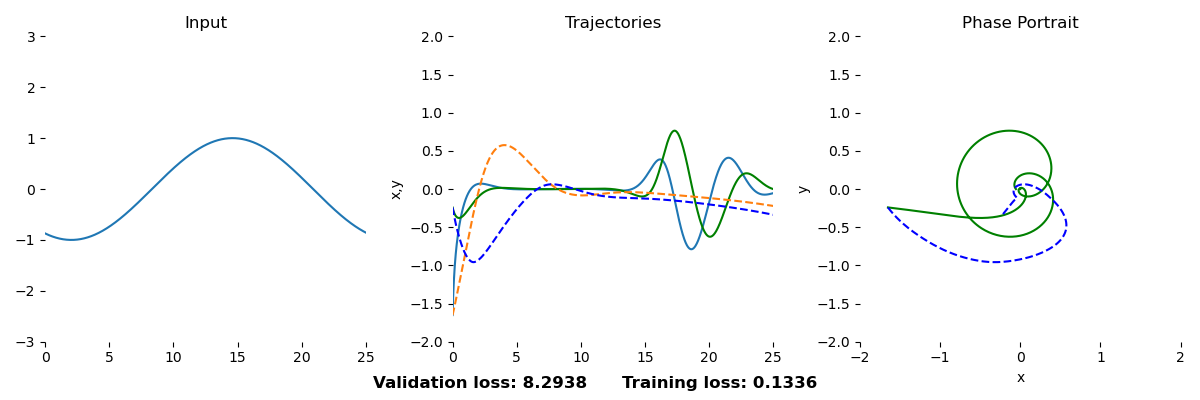 Input
3
2
1
0
−1
−2
−3
0 5 10 15 20 25
Trajectories
x,y
2.0
1.5
1.0
0.5
0.0
−0.5
−1.0
−1.5
−2.0
0 5 10 15 20 25
Phase Portrait
y
2.0
1.5
1.0
0.5
0.0
−0.5
−1.0
−1.5
−2.0
−2 −1 0 1 2
x
Validation loss: 8.2938 Training loss: 0.1336